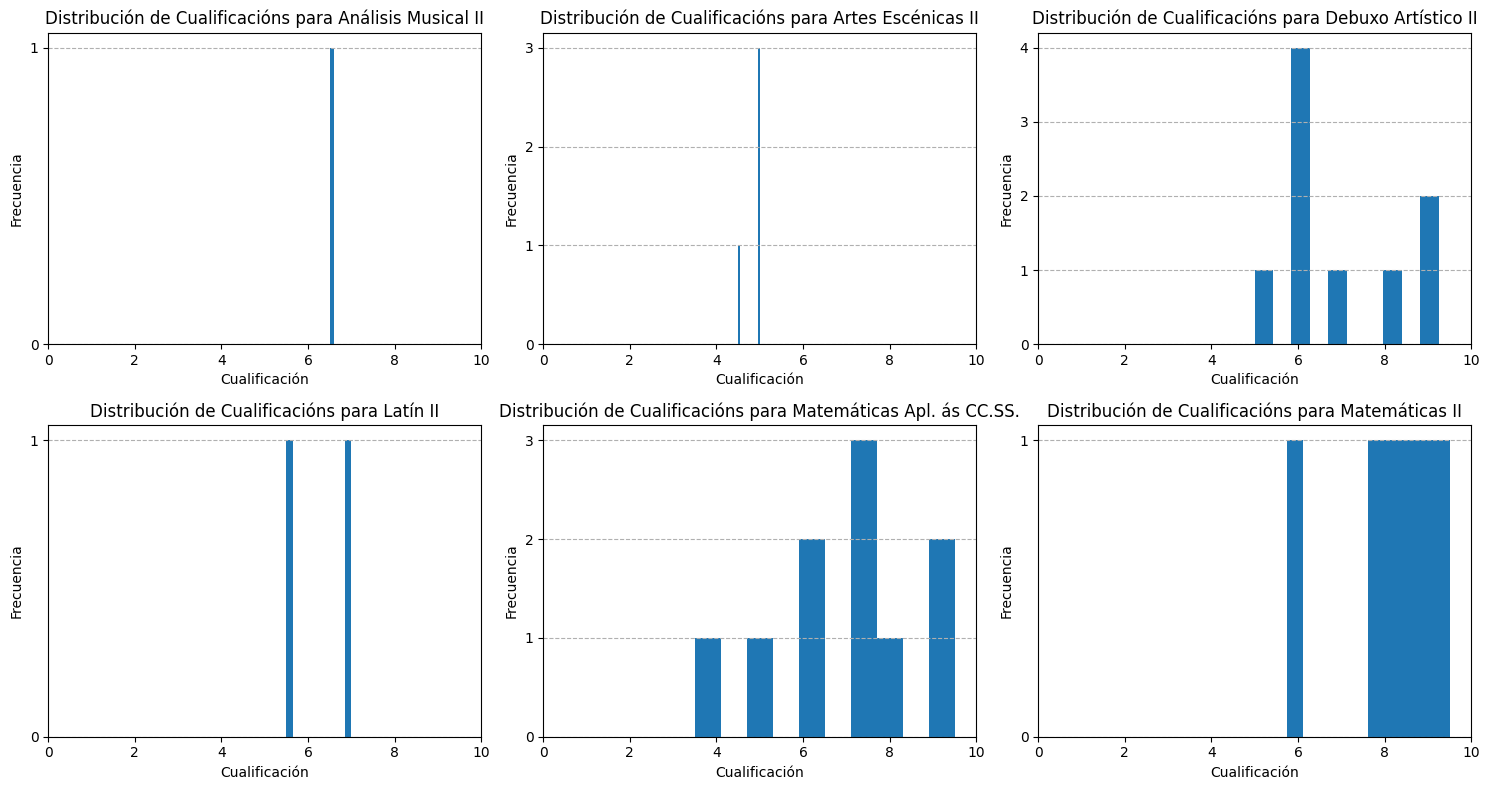 Distribución de Cualificacións para Análisis Musical II
Distribución de Cualificacións para Artes Escénicas II
Distribución de Cualificacións para Debuxo Artístico II
1
0
Frecuencia
0 2 4 6 8 10
Cualificación
3
2
1
0
Frecuencia
0 2 4 6 8 10
Cualificación
4
3
2
1
0
Frecuencia
0 2 4 6 8 10
Cualificación
Distribución de Cualificacións para Latín II
Distribución de Cualificacións para Matemáticas Apl. ás CC.SS.
Distribución de Cualificacións para Matemáticas II
1
0
Frecuencia
0 2 4 6 8 10
Cualificación
3
2
1
0
Frecuencia
0 2 4 6 8 10
Cualificación
1
0
Frecuencia
0 2 4 6 8 10
Cualificación